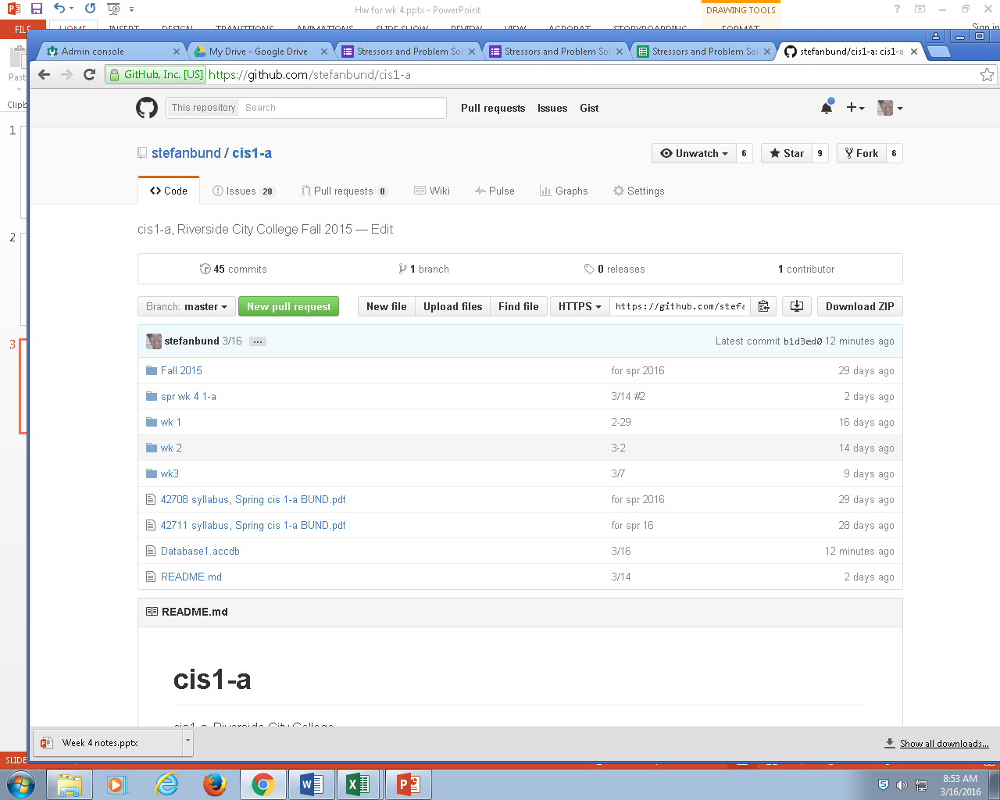 Hw for wk 4.pptx - PowerPoint
DRAWING TOOLS
?
FILE HOME INSERT DESIGN TRANSITIONS ANIMATIONS SLIDE SHOW REVIEW VIEW ACROBAT STORYBOARDING FORMAT Sign in
Admin console
My Drive - Google Drive
Stressors and Problem Sol
Stressors and Problem Sol
Stressors and Problem Sol
stefanbund/cis1-a: cis1-a
GitHub, Inc. [US] https://github.com/stefanbund/cis1-a
Past
Clipb
1
2
3
This repository Search Pull requests Issues Gist
stefanbund / cis1-a
Unwatch 6 Star 9 Fork 6
Code Issues 20 Pull requests 0 Wiki Pulse Graphs Settings
cis1-a, Riverside City College Fall 2015 — Edit
45 commits 1 branch 0 releases 1 contributor
Branch: master New pull request New file Upload files Find file HTTPS https://github.com/stefa Download ZIP
stefanbund 3/16 … Latest commit b1d3ed0 12 minutes ago
Fall 2015 for spr 2016 29 days ago
spr wk 4 1-a 3/14 #2 2 days ago
wk 1 2-29 16 days ago
wk 2 3-2 14 days ago
wk3 3/7 9 days ago
42708 syllabus, Spring cis 1-a BUND.pdf for spr 2016 29 days ago
42711 syllabus, Spring cis 1-a BUND.pdf for spr 16 28 days ago
Database1.accdb 3/16 12 minutes ago
README.md 3/14 2 days ago
README.md
cis1-a
cis1-a, Riverside City College
Week 4 notes.pptx Show all downloads...
SLIDE
8:53 AM
3/16/2016